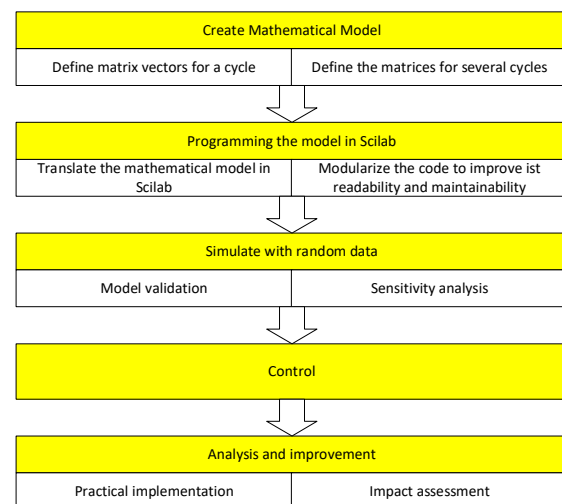 Create Mathematical Model
Define matrix vectors for a cycle
Define the matrices for several cycles
Programming the model in Scilab
Translate the mathematical model in
Scilab
Modularize the code to improve ist
readability and maintainability
Simulate with random data
Model validation
Sensitivity analysis
Control
Analysis and improvement
Practical implementation
Impact assessment